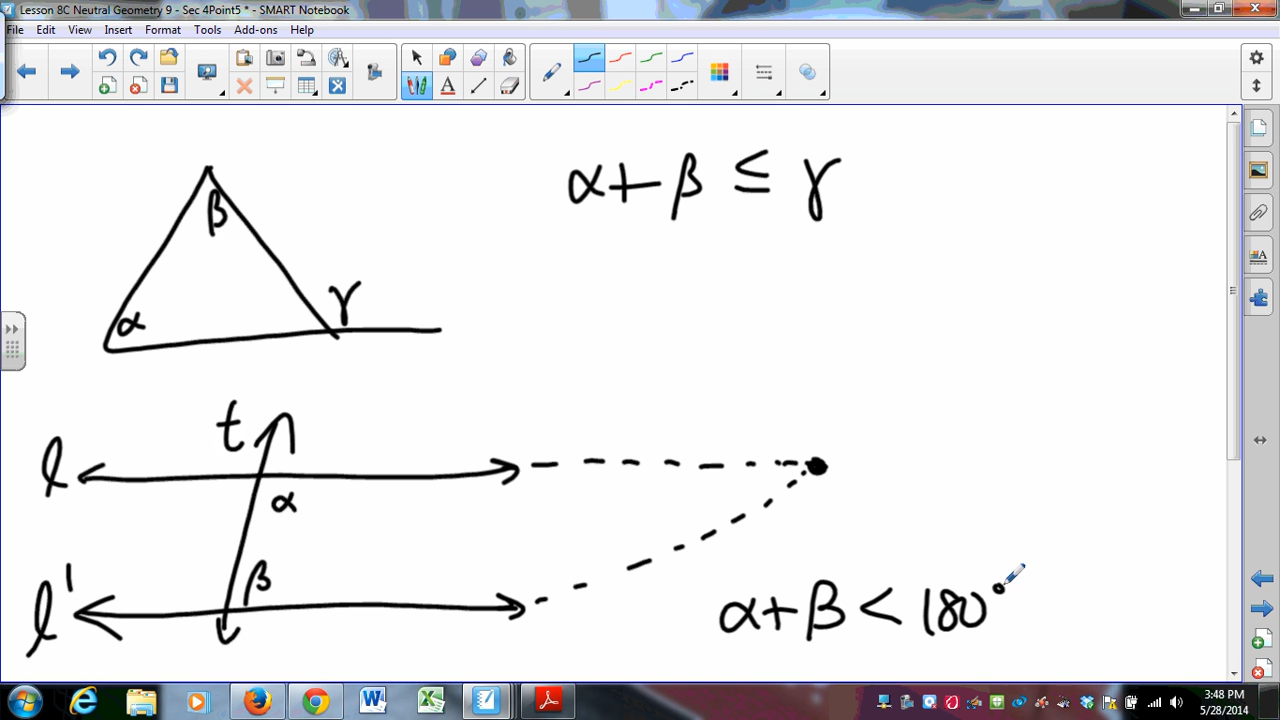 Lesson 8C Neutral Geometry 9 - Sec 4Point5 * - SMART Notebook
File Edit View Insert Format Tools Add-ons Help
α+β ≤ γ
β
α
γ
t
l
α
l'
β
α+β < 180°
3:48 PM
5/28/2014